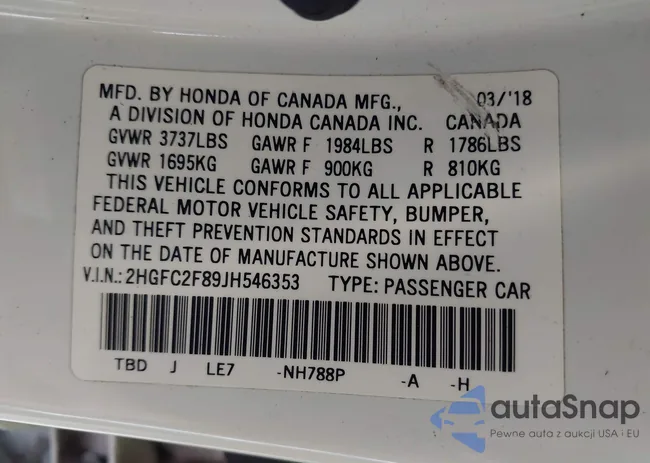 MFD. BY HONDA OF CANADA MFG., 03/'18
A DIVISION OF HONDA CANADA INC. CANADA
GVWR 3737LBS GAWR F 1984LBS R 1786LBS
GVWR 1695KG GAWR F 900KG R 810KG
THIS VEHICLE CONFORMS TO ALL APPLICABLE
FEDERAL MOTOR VEHICLE SAFETY, BUMPER,
AND THEFT PREVENTION STANDARDS IN EFFECT
ON THE DATE OF MANUFACTURE SHOWN ABOVE.
V.I.N.: 2HGFC2F89JH546353 TYPE: PASSENGER CAR
TBD J LE7 -NH788P -A -H
autaSnap
Pewne auta z aukcji USA i EU